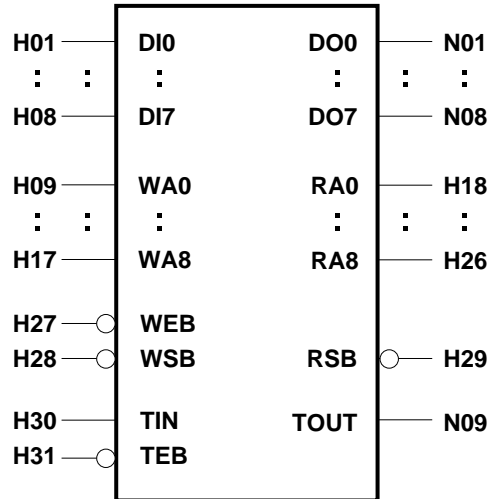 H01 DI0 DO0 N01
: : : : : :
H08 DI7 DO7 N08
H09 WA0 RA0 H18
: : : : : :
H17 WA8 RA8 H26
H27 WEB
H28 WSB RSB H29
H30 TIN TOUT N09
H31 TEB